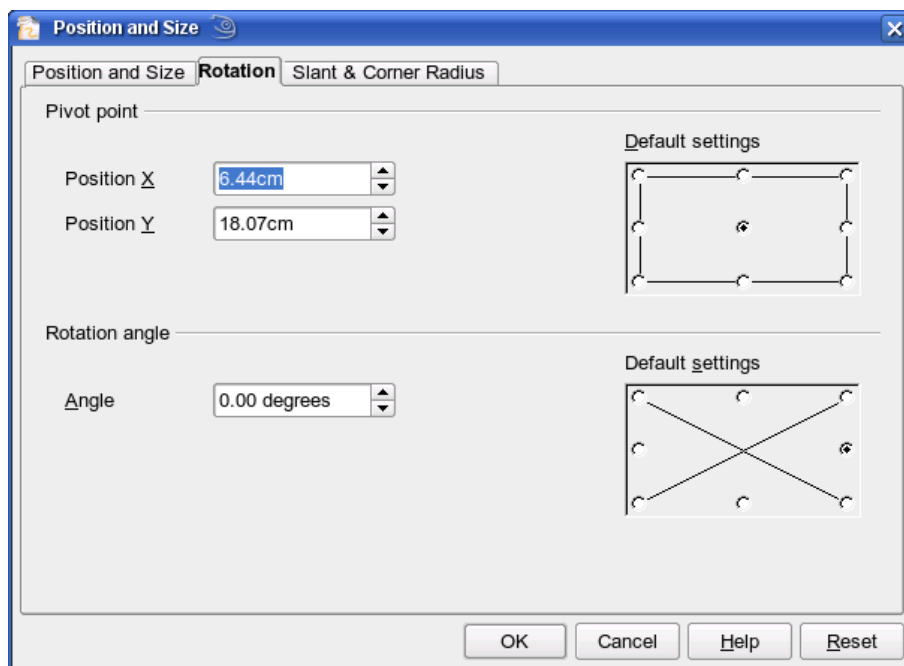 Position and Size
Position and Size Rotation Slant & Corner Radius
Pivot point
Default settings
Position X 6.44cm
Position Y 18.07cm
Rotation angle
Default settings
Angle 0.00 degrees
OK Cancel Help Reset